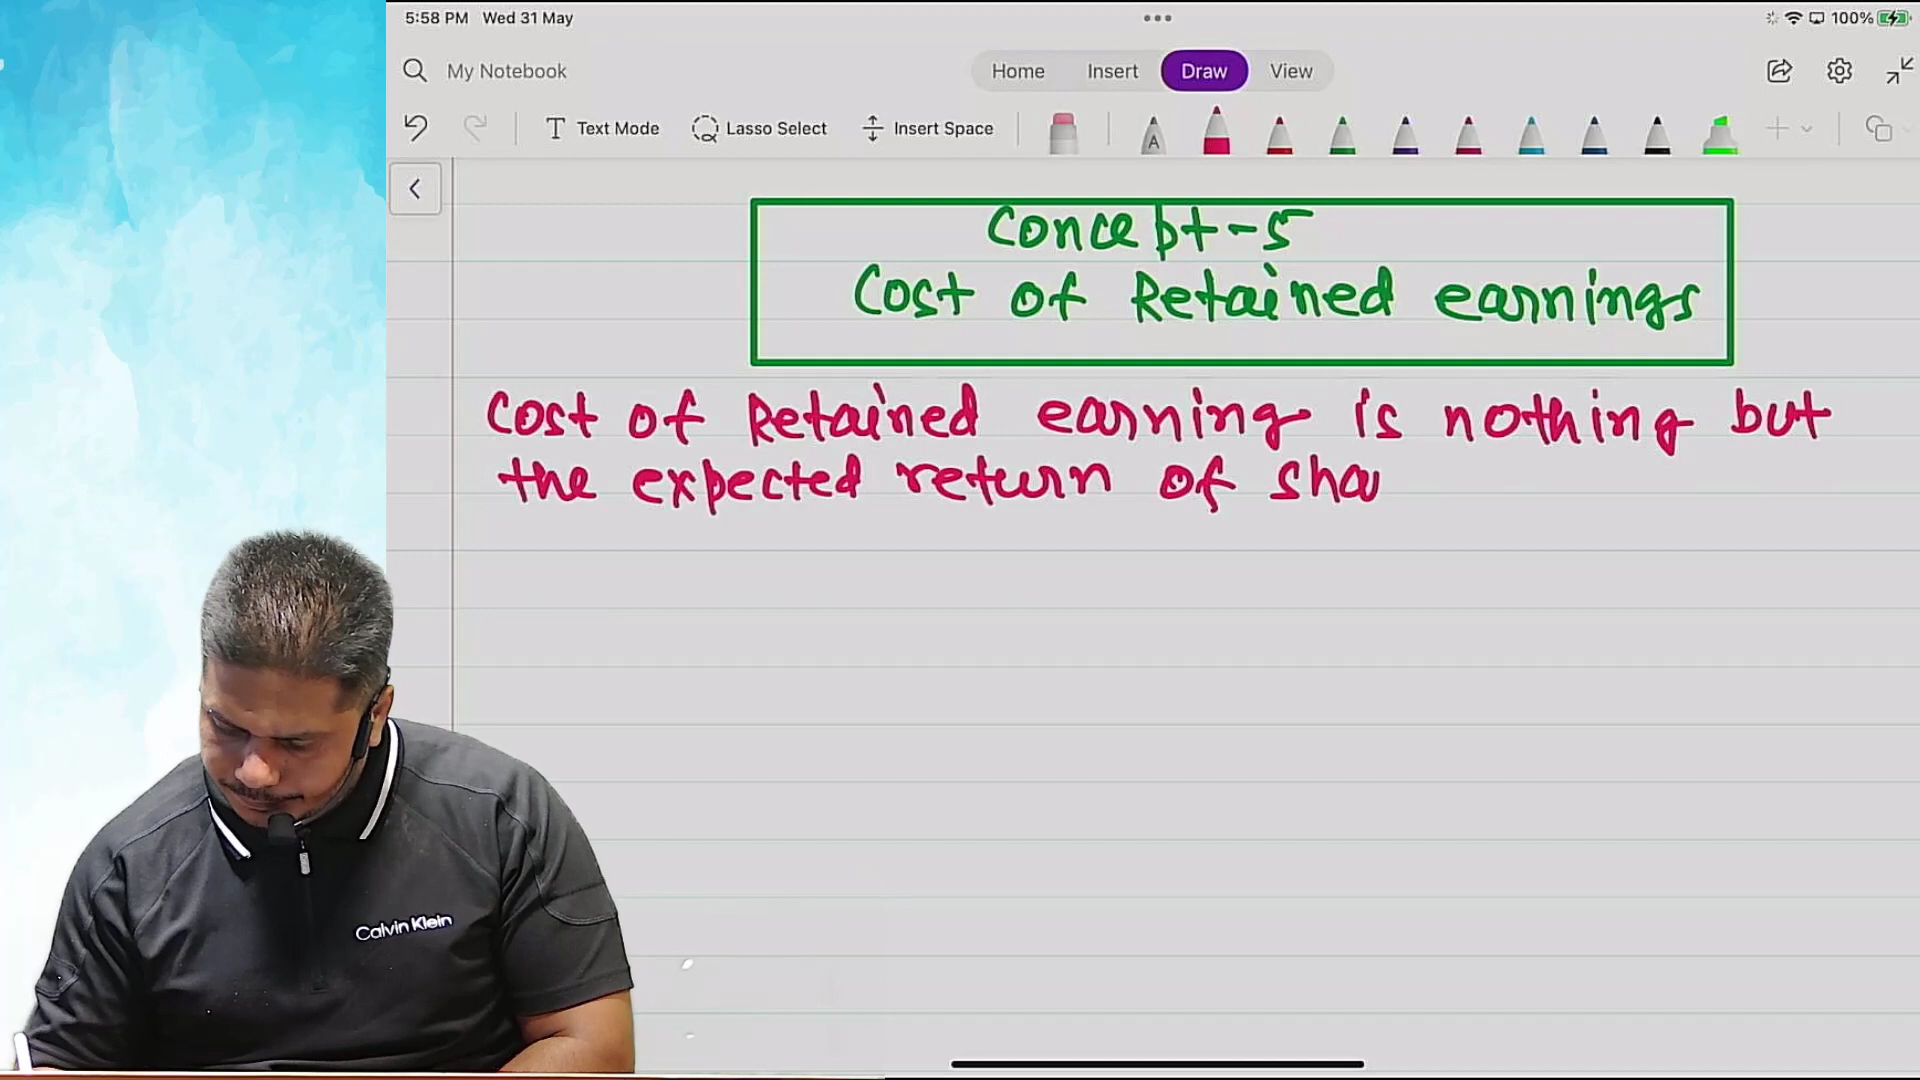 5:58 PM Wed 31 May
100%
My Notebook
Home Insert Draw View
Text Mode Lasso Select Insert Space
A
Concept-5
Cost of Retained earnings
Cost of Retained earning is nothing but
the expected return of sha
Calvin Klein